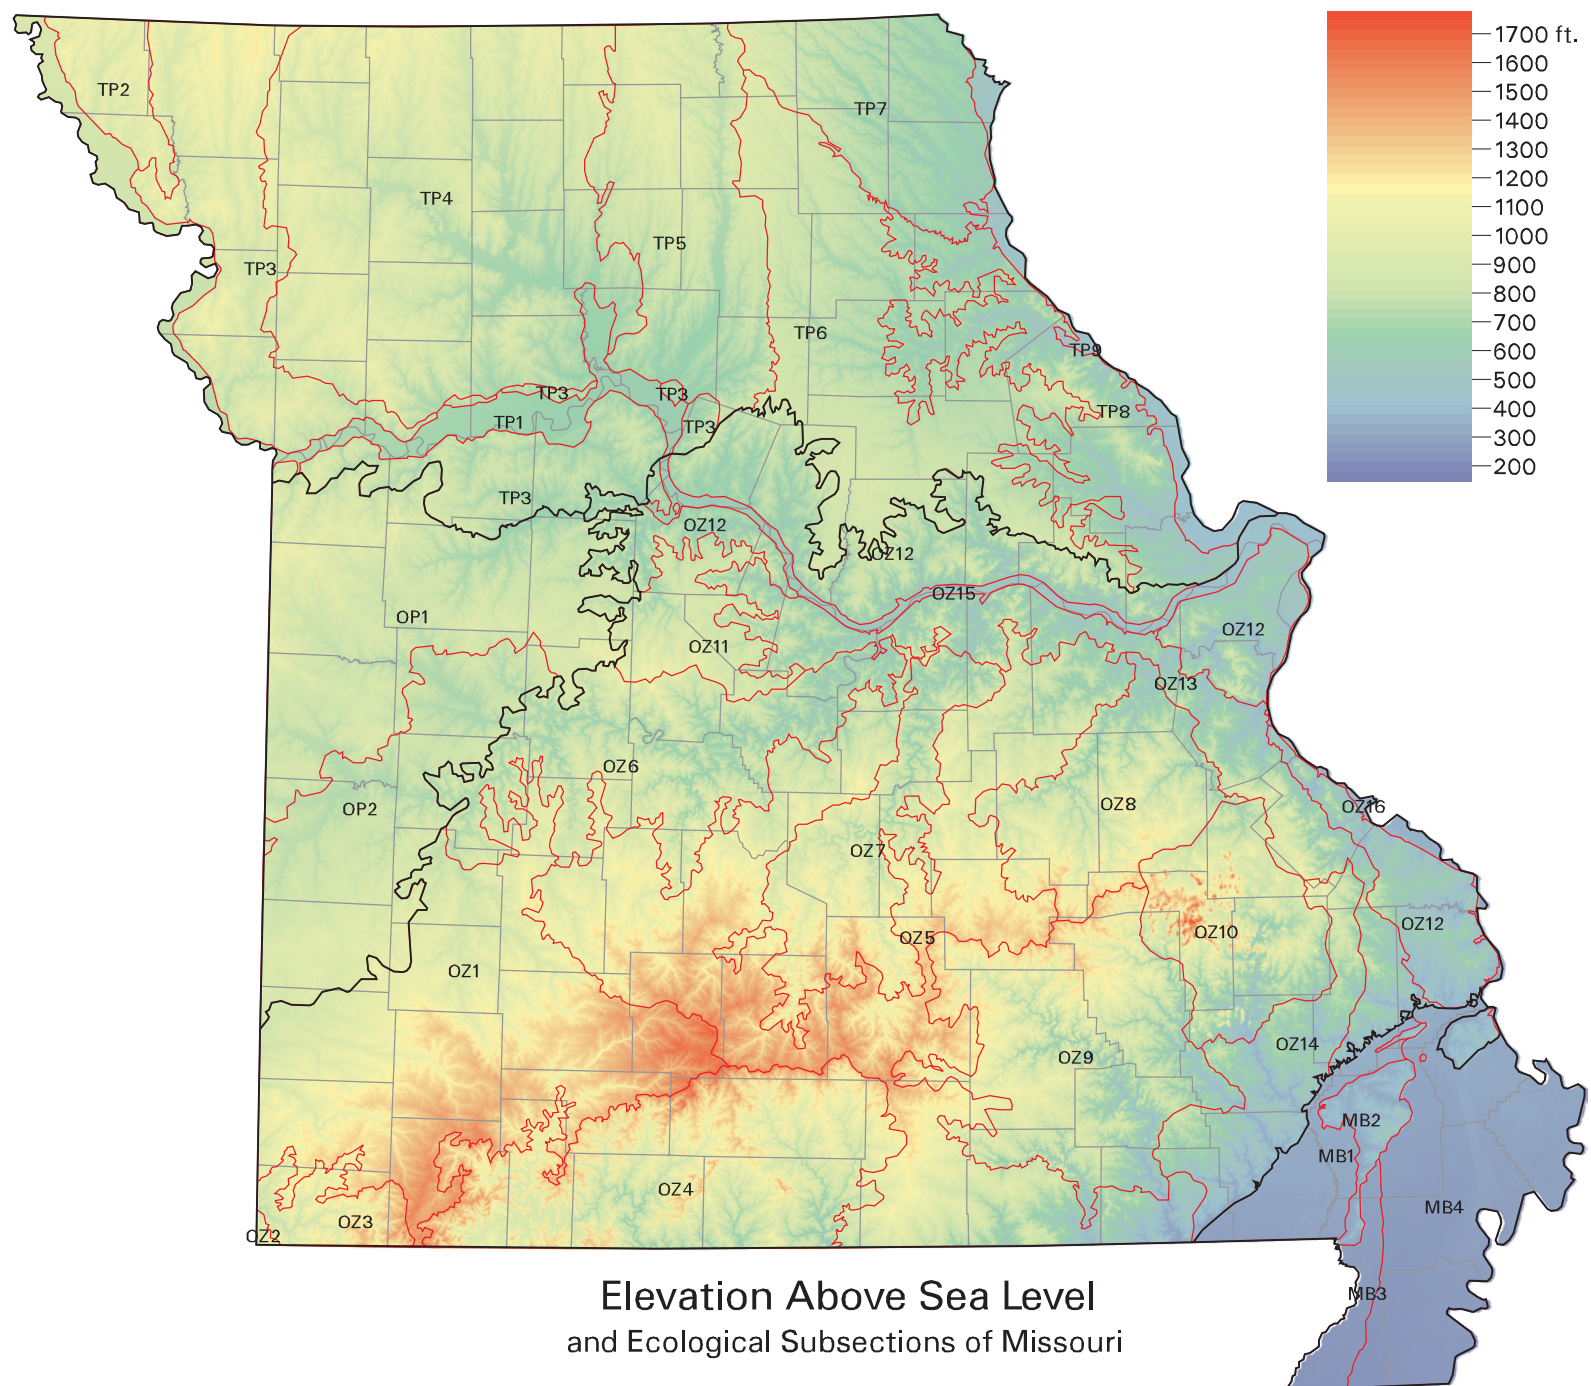 1700 ft.
1600
1500
1400
1300
1200
1100
1000
900
800
700
600
500
400
300
200
TP2
TP7
TP4
TP5
TP3
TP6
TP9
TP3
TP3
TP8
TP1
TP3
TP3
OZ12
OZ12
OZ15
OP1
OZ12
OZ11
OZ13
OZ6
OP2
OZ8
OZ16
OZ7
OZ12
OZ10
OZ5
OZ1
OZ14
OZ9
MB2
MB1
OZ4
MB4
OZ3
OZ2
MB3
Elevation Above Sea Level
and Ecological Subsections of Missouri